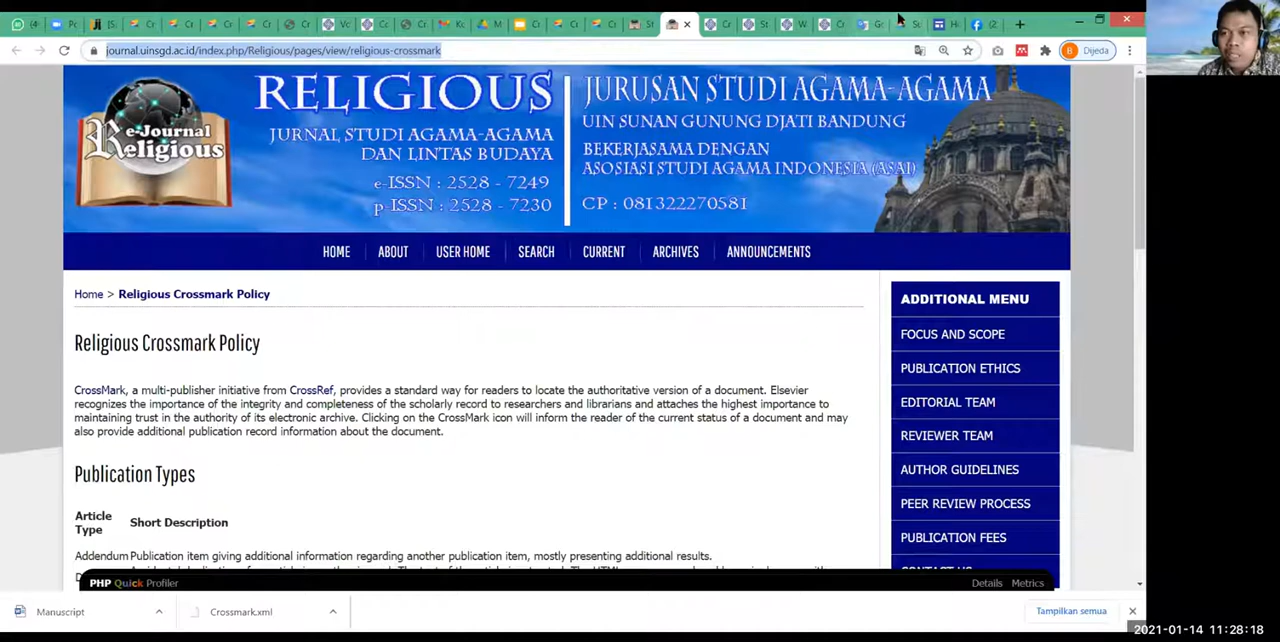 journal.uinsgd.ac.id/index.php/Religious/pages/view/religious-crossmark
B Dijeda
e-Journal
Religious
RELIGIOUS
JURNAL STUDI AGAMA-AGAMA
DAN LINTAS BUDAYA
e-ISSN : 2528 - 7249
p-ISSN : 2528 - 7230
JURUSAN STUDI AGAMA-AGAMA
UIN SUNAN GUNUNG DJATI BANDUNG
BEKERJASAMA DENGAN
ASOSIASI STUDI AGAMA INDONESIA (ASAI)
CP : 081322270581
HOME ABOUT USER HOME SEARCH CURRENT ARCHIVES ANNOUNCEMENTS
Home > Religious Crossmark Policy
Religious Crossmark Policy
CrossMark, a multi-publisher initiative from CrossRef, provides a standard way for readers to locate the authoritative version of a document. Elsevier
recognizes the importance of the integrity and completeness of the scholarly record to researchers and librarians and attaches the highest importance to
maintaining trust in the authority of its electronic archive. Clicking on the CrossMark icon will inform the reader of the current status of a document and may
also provide additional publication record information about the document.
Publication Types
Article
Type
Short Description
Addendum Publication item giving additional information regarding another publication item, mostly presenting additional results.
ADDITIONAL MENU
FOCUS AND SCOPE
PUBLICATION ETHICS
EDITORIAL TEAM
REVIEWER TEAM
AUTHOR GUIDELINES
PEER REVIEW PROCESS
PUBLICATION FEES
PHP Quick Profiler
Details Metrics
Manuscript
Crossmark.xml
Tampilkan semua
2021-01-14 11:28:18